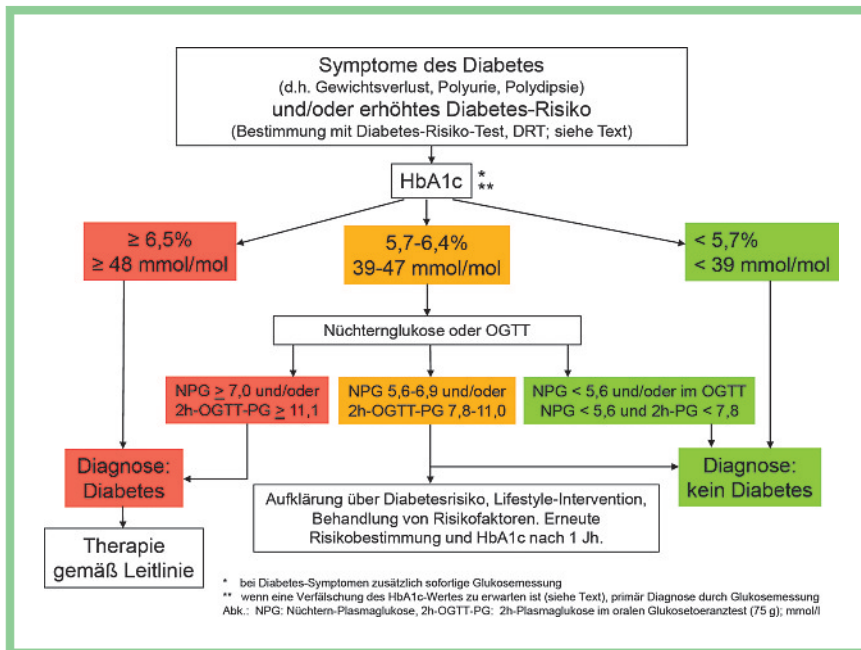 Symptome des Diabetes
(d.h. Gewichtsverlust, Polyurie, Polydipsie)
und/oder erhöhtes Diabetes-Risiko
(Bestimmung mit Diabetes-Risiko-Test, DRT; siehe Text)
HbA1c
*
**
≥ 6,5%
≥ 48 mmol/mol
5,7-6,4%
39-47 mmol/mol
< 5,7%
< 39 mmol/mol
Nüchternglukose oder OGTT
NPG ≥ 7,0 und/oder
2h-OGTT-PG ≥ 11,1
NPG 5,6-6,9 und/oder
2h-OGTT-PG 7,8-11,0
NPG < 5,6 und/oder im OGTT
NPG < 5,6 und 2h-PG < 7,8
Diagnose:
Diabetes
Diagnose:
kein Diabetes
Aufklärung über Diabetesrisiko, Lifestyle-Intervention,
Behandlung von Risikofaktoren. Erneute
Risikobestimmung und HbA1c nach 1 Jh.
Therapie
gemäß Leitlinie
* bei Diabetes-Symptomen zusätzlich sofortige Glukosemessung
** wenn eine Verfälschung des HbA1c-Wertes zu erwarten ist (siehe Text), primär Diagnose durch Glukosemessung
Abk.: NPG: Nüchtern-Plasmaglukose, 2h-OGTT-PG: 2h-Plasmaglukose im oralen Glukosetoeranztest (75 g); mmol/l